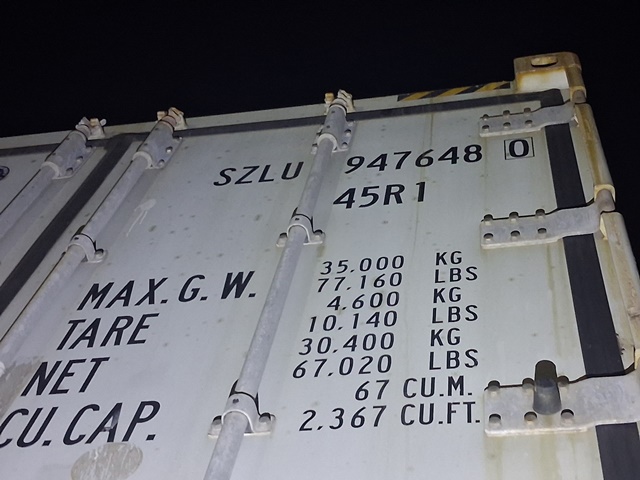 SZLU 947648 0
45R1
MAX.G.W. 35.000 KG
77.160 LBS
TARE 4.600 KG
10.140 LBS
NET 30.400 KG
67.020 LBS
CU.CAP. 67 CU.M.
2.367 CU.FT.